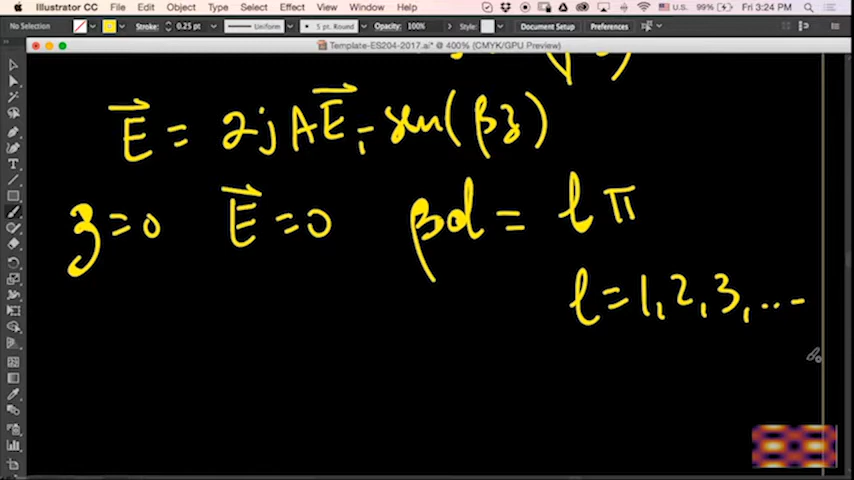 Illustrator CC File Edit Object Type Select Effect View Window Help U.S. 99% Fri 3:24 PM
No Selection Stroke: 0.25 pt Uniform 5 pt. Round Opacity: 100% Style: Document Setup Preferences
Template-ES204-2017.ai* @ 400% (CMYK/GPU Preview)
E⃗ = 2jAE⃗ᵢ₋ sen(βz)
z=0 E⃗=0 βd = lπ
l=1,2,3,...